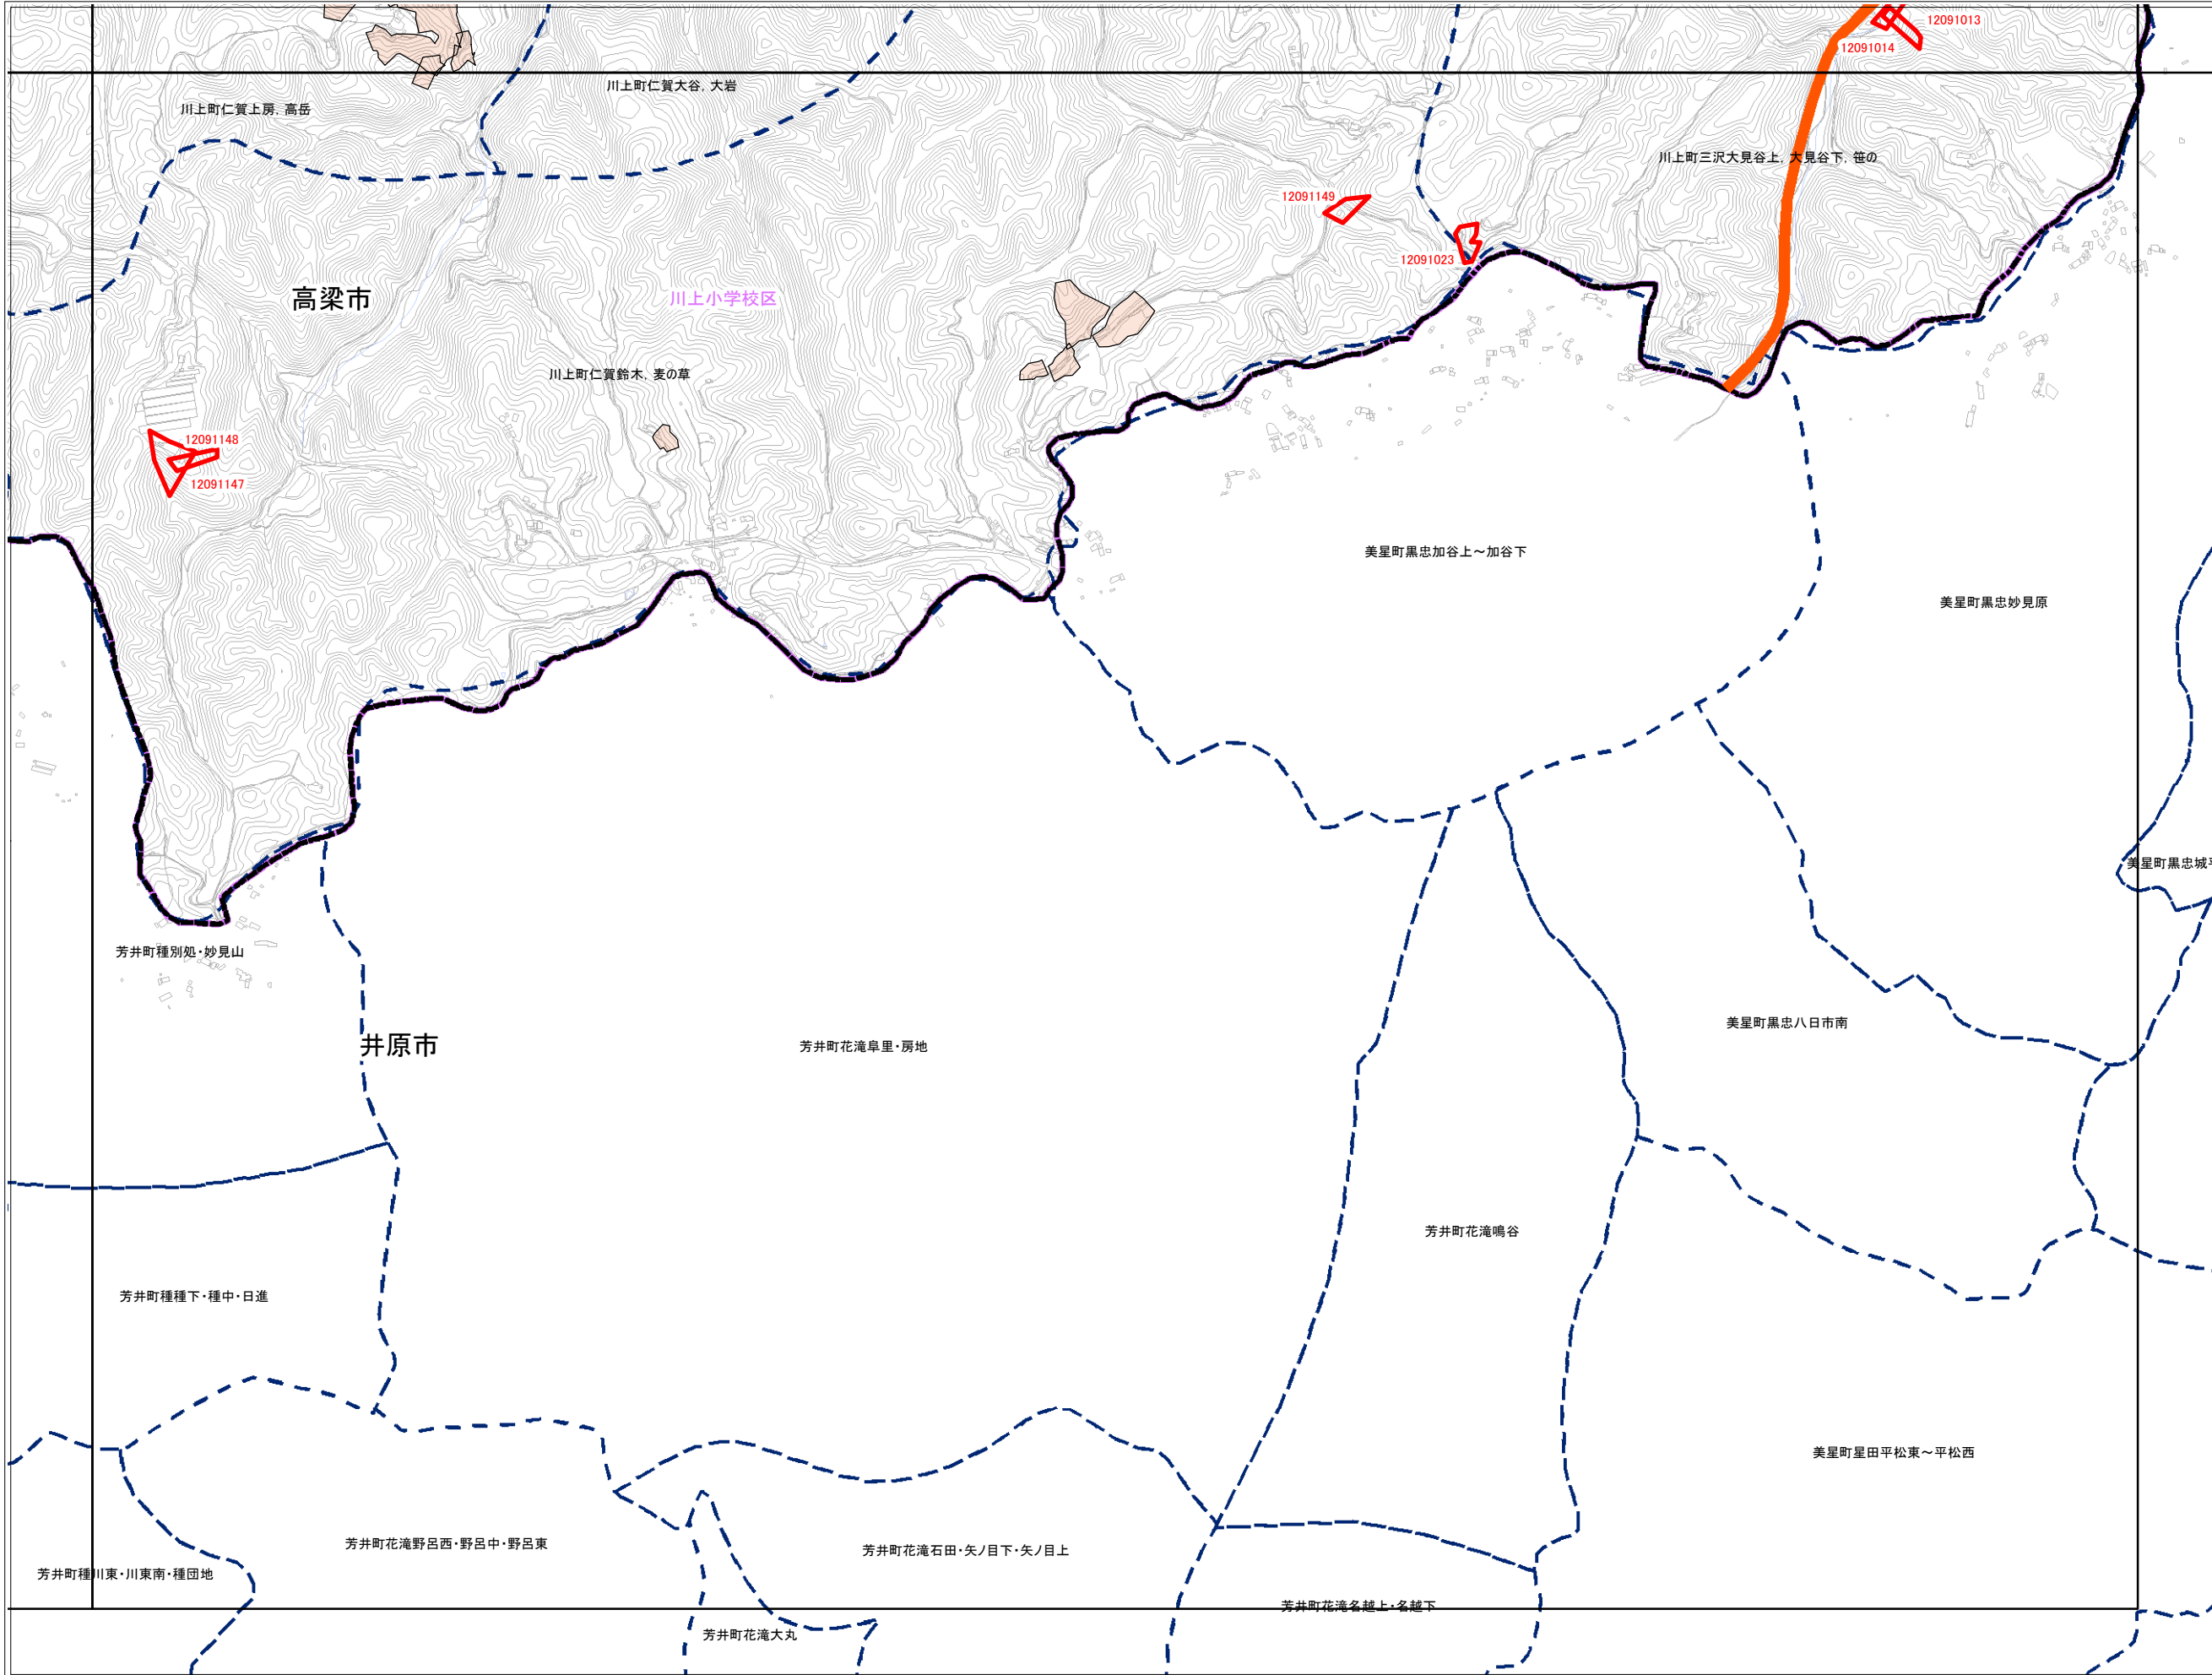 12091013
12091014
川上町仁賀大谷, 大岩
川上町仁賀上房, 高岳
川上町三沢大見谷上, 大見谷下, 笹の
12091149
12091023
高梁市
川上小学校区
川上町仁賀鈴木, 麦の草
12091148
12091147
美星町黒忠加谷上～加谷下
美星町黒忠妙見原
美星町黒忠城平
芳井町種別処・妙見山
美星町黒忠八日市南
井原市
芳井町花滝阜里・房地
芳井町花滝鳴谷
芳井町種種下・種中・日進
美星町星田平松東～平松西
芳井町花滝野呂西・野呂中・野呂東
芳井町花滝石田・矢ノ目下・矢ノ目上
芳井町種川東・川東南・種団地
芳井町花滝名越上・名越下
芳井町花滝大丸